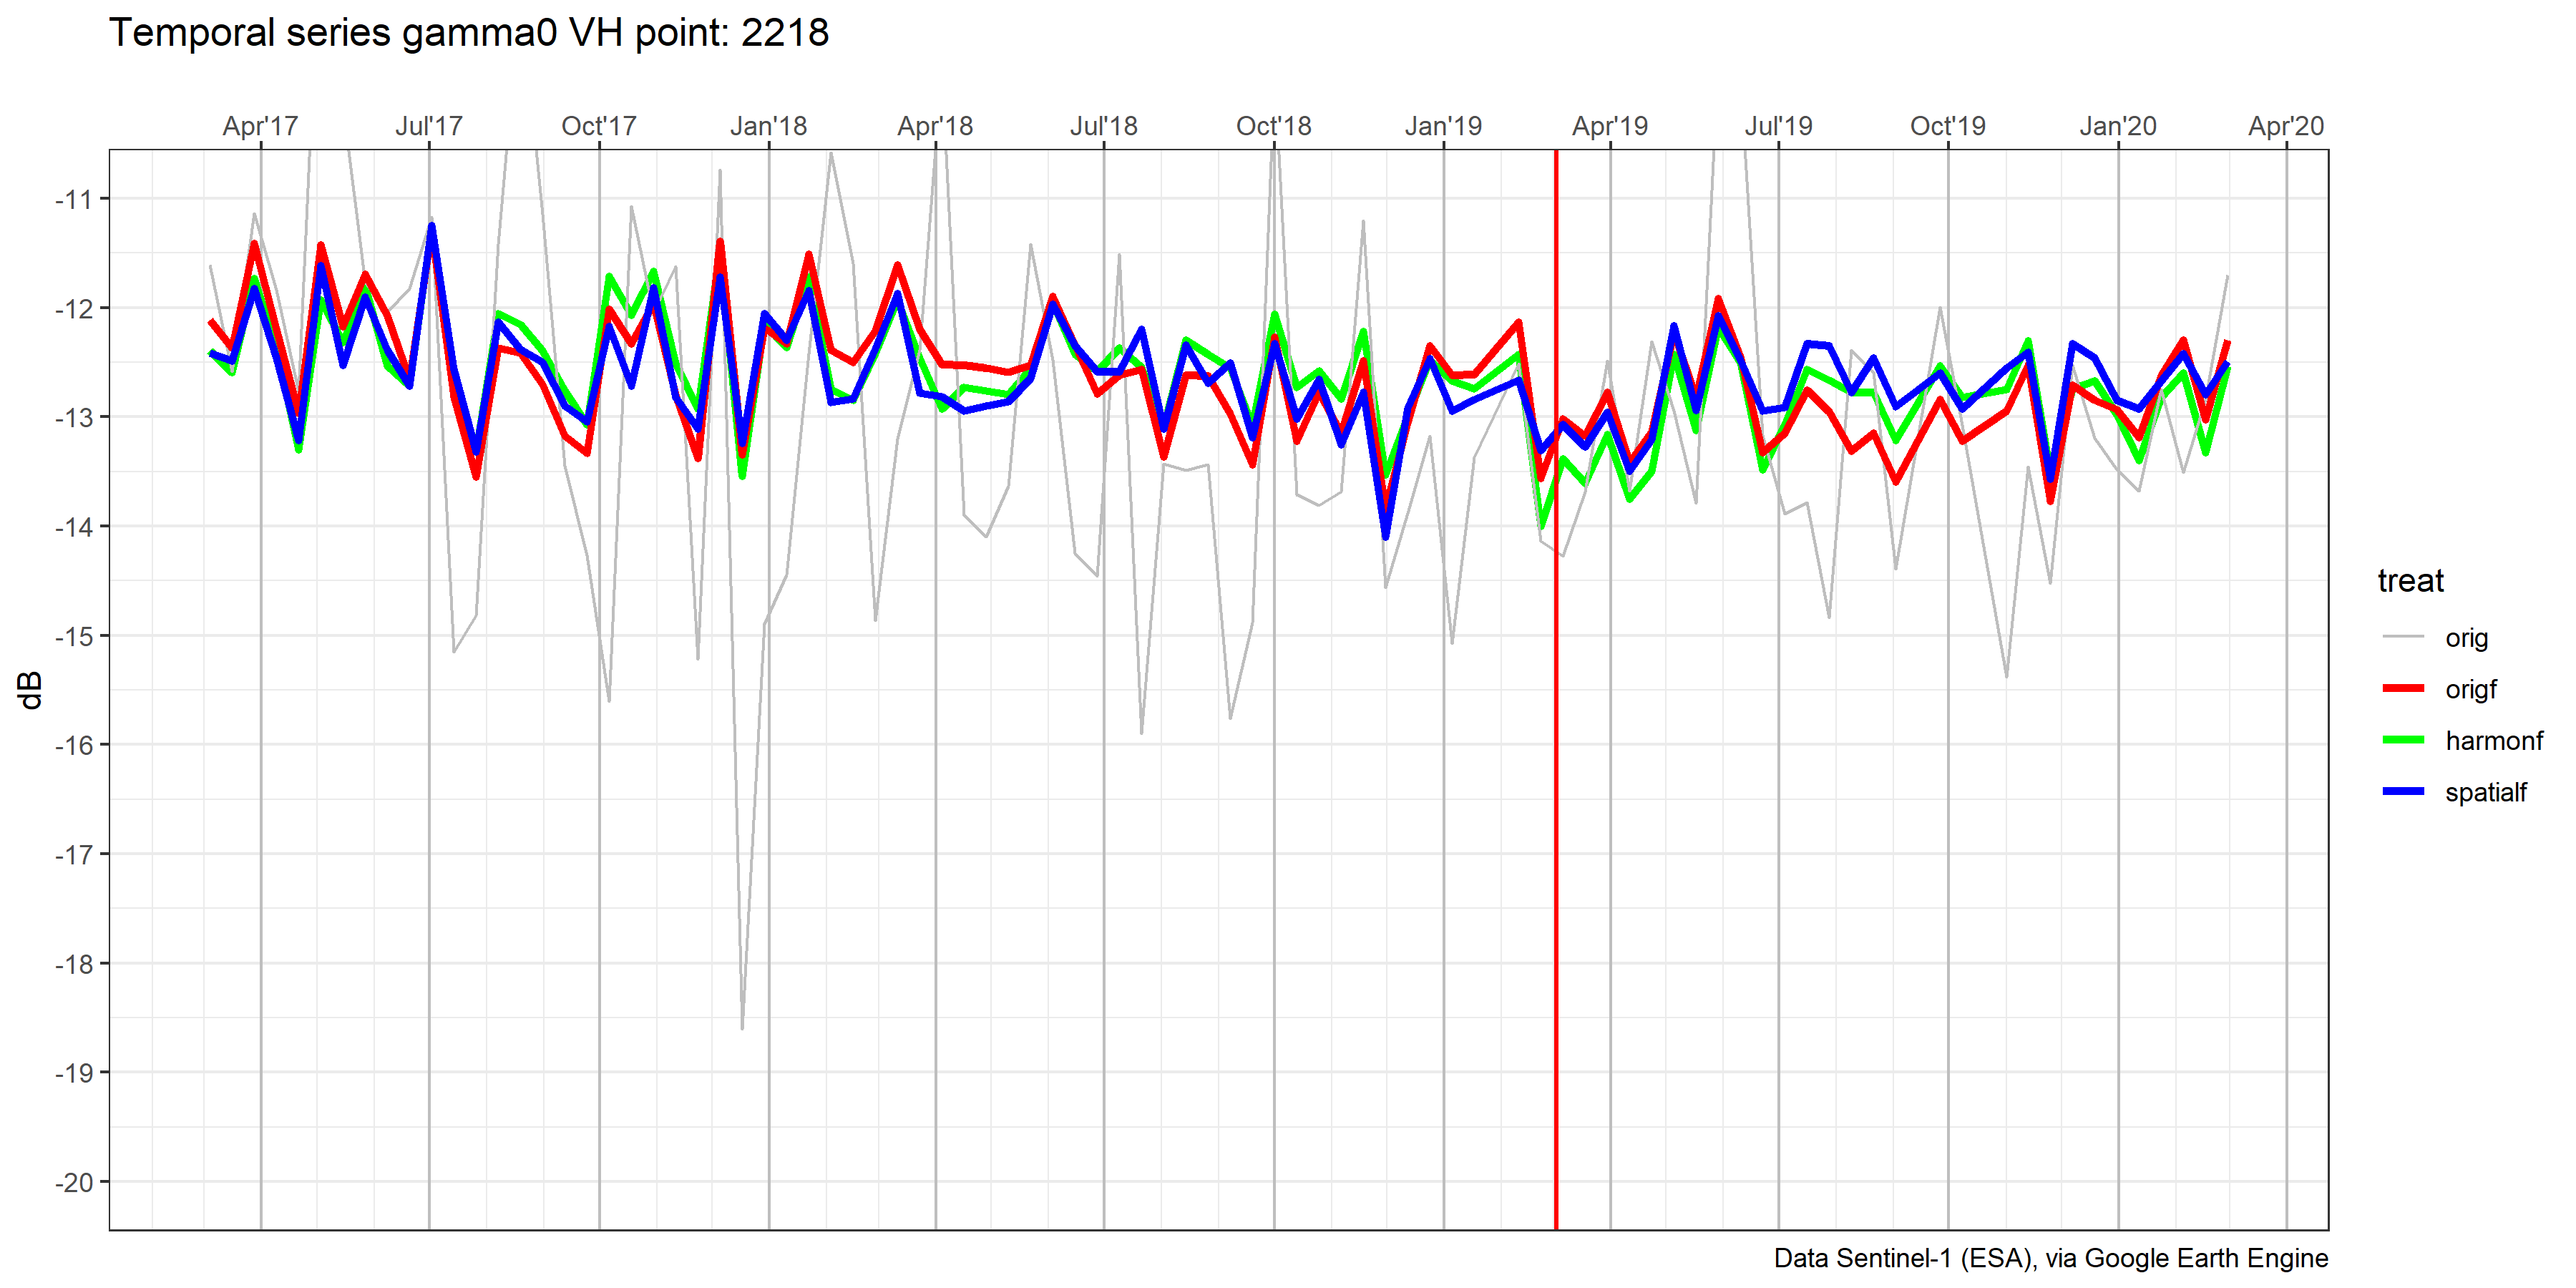 Temporal series gamma0 VH point: 2218
Apr'17 Jul'17 Oct'17 Jan'18 Apr'18 Jul'18 Oct'18 Jan'19 Apr'19 Jul'19 Oct'19 Jan'20 Apr'20
-11
-12
-13
-14
-15
-16
-17
-18
-19
-20
dB
treat
orig
origf
harmonf
spatialf
Data Sentinel-1 (ESA), via Google Earth Engine